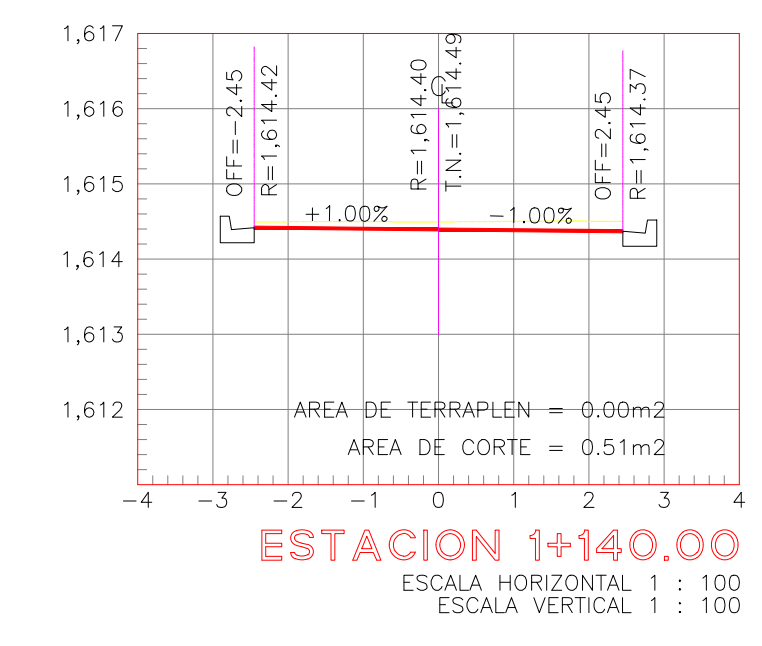 1,617
1,616
1,615
1,614
1,613
1,612
OFF=-2.45
R=1,614.42
R=1,614.40
T.N.=1,614.49
OFF=2.45
R=1,614.37
+1.00%
-1.00%
AREA DE TERRAPLEN = 0.00m2
AREA DE CORTE = 0.51m2
-4 -3 -2 -1 0 1 2 3 4
ESTACION 1+140.00
ESCALA HORIZONTAL 1 : 100
ESCALA VERTICAL 1 : 100